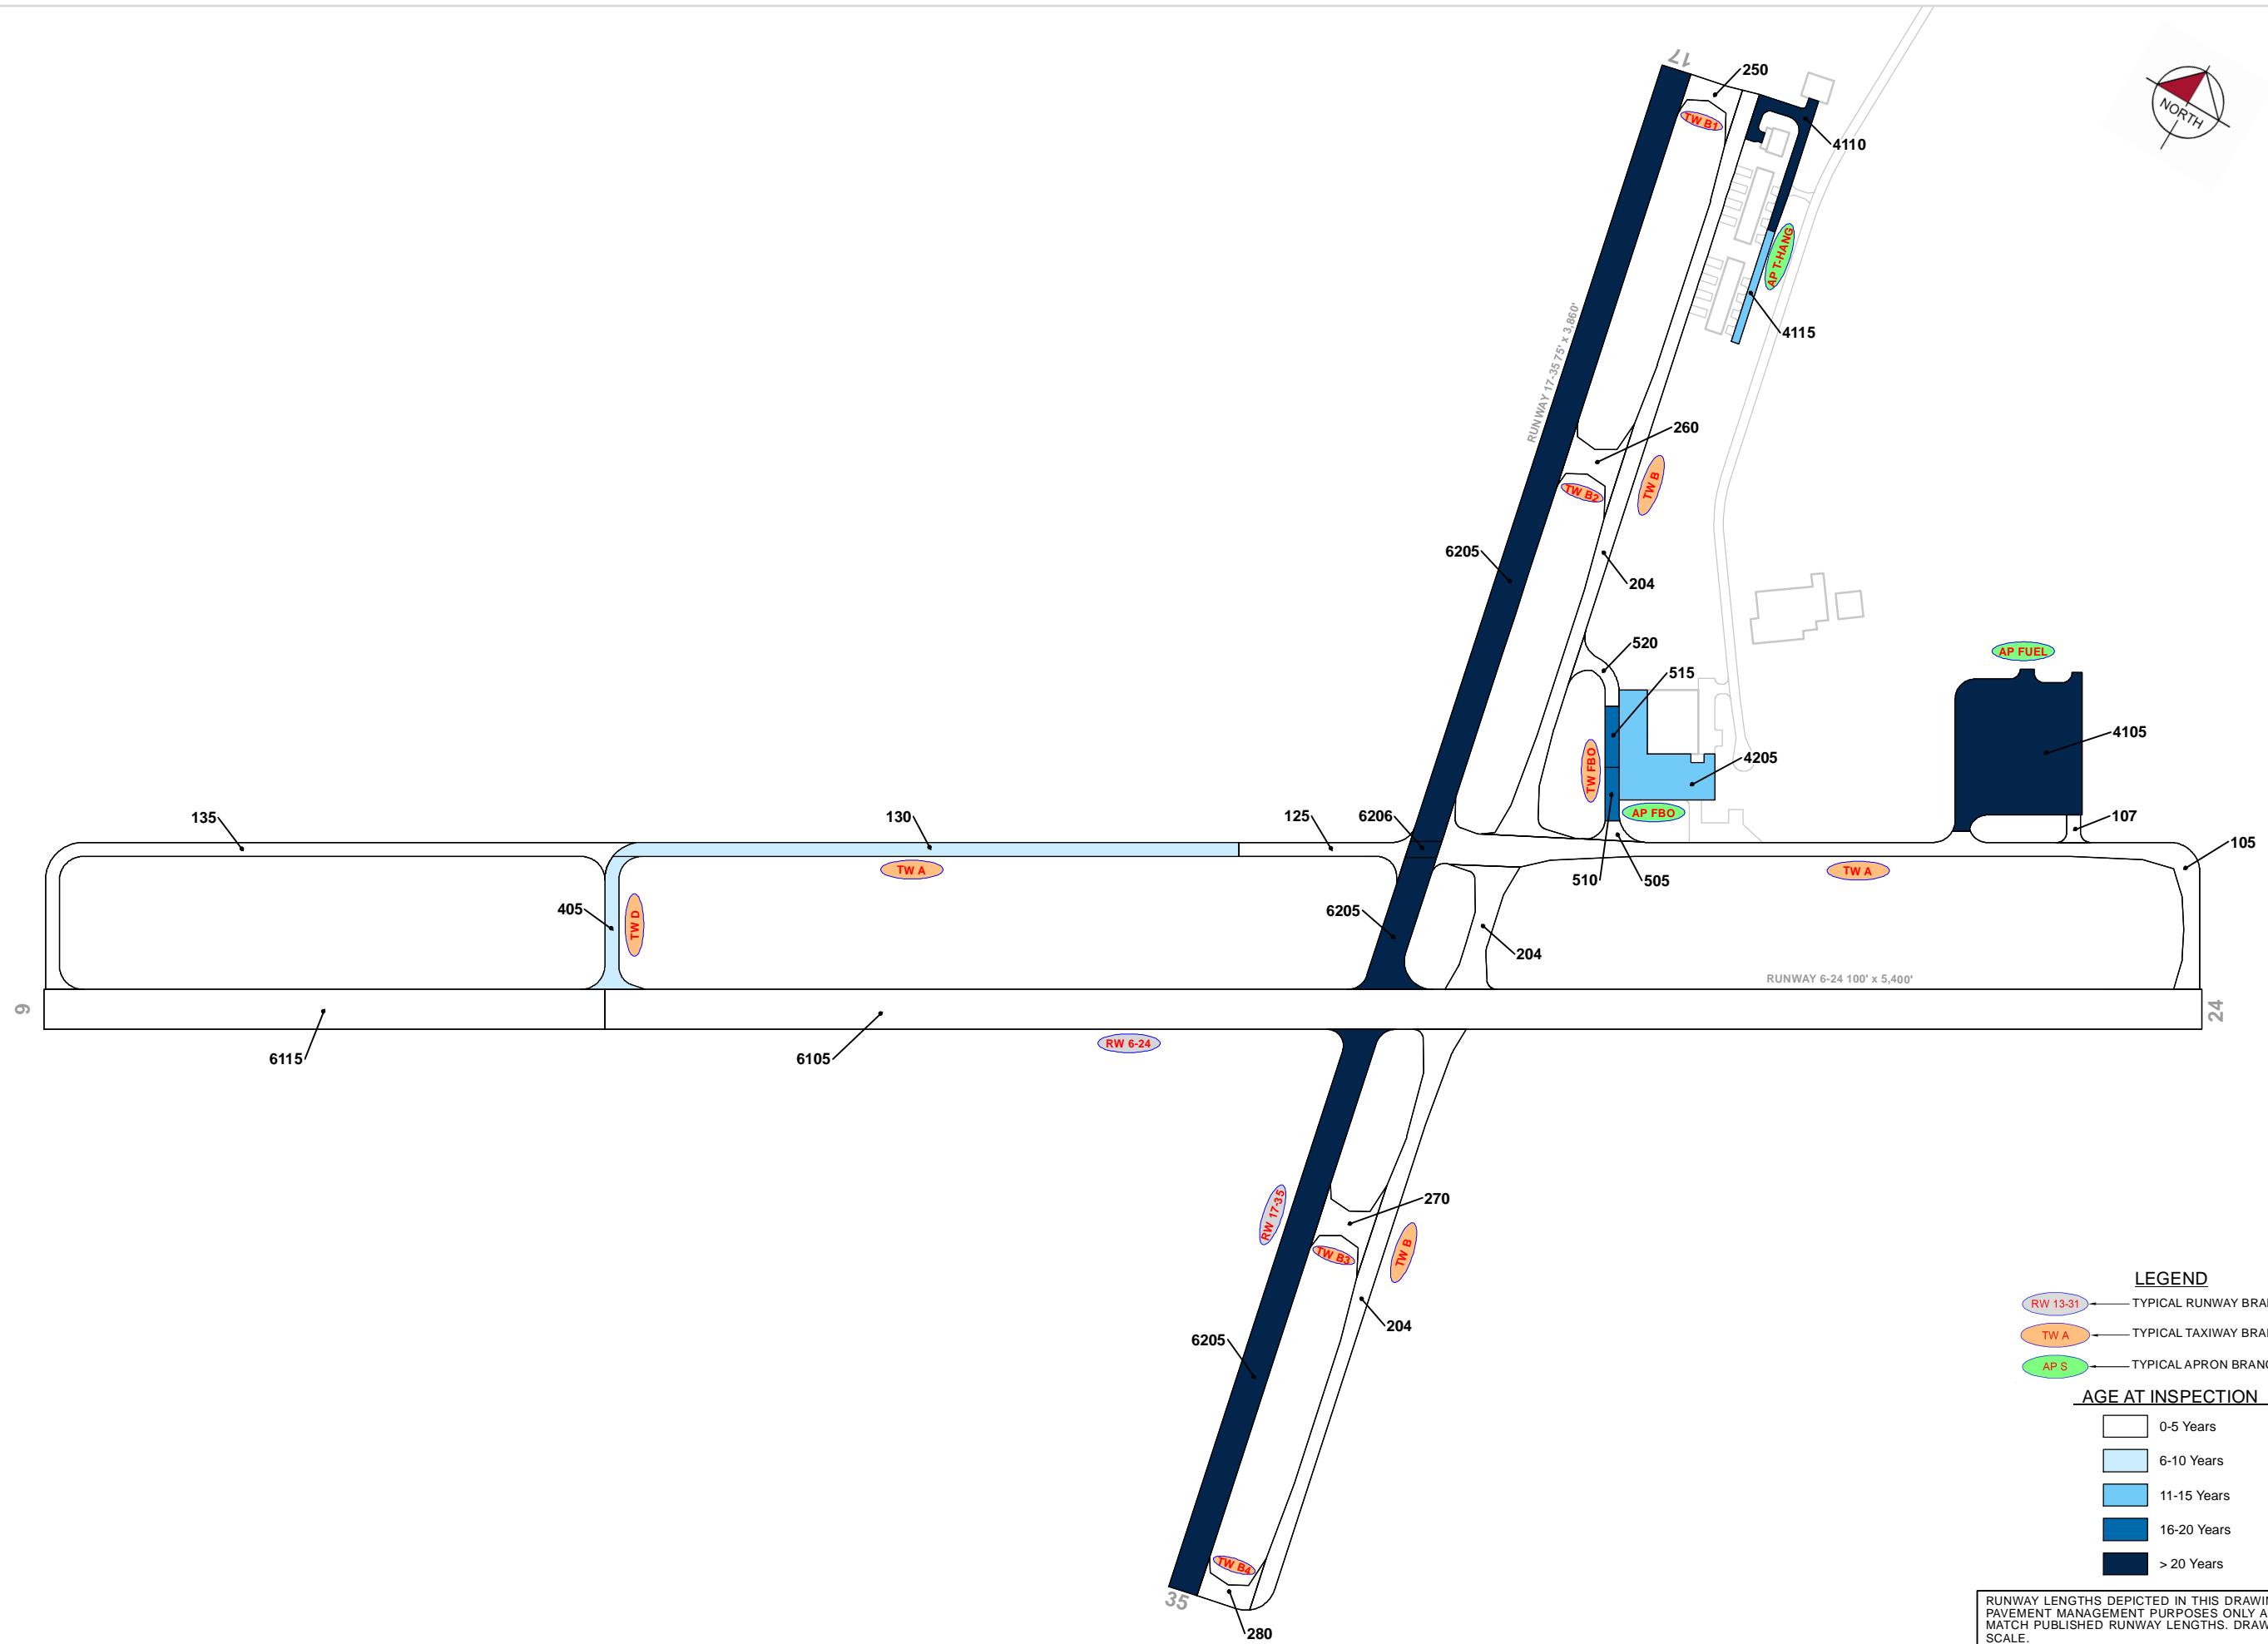 17
250
NORTH
TW B1
4110
AP T-HANG
4115
RUNWAY 17-35 75' x 3,860'
260
TW B2
TW B
6205
204
520
515
AP FUEL
4105
TW FBO
4205
135
130
125
6206
AP FBO
107
105
TW A
510
505
TW A
405
TW D
6205
204
RUNWAY 6-24 100' x 5,400'
6
24
6115
6105
RW 6-24
RW 17-35
270
TW B3
TW B
204
6205
TW B4
35
280
LEGEND
RW 13-31
TYPICAL RUNWAY BRA
TW A
TYPICAL TAXIWAY BRA
AP S
TYPICAL APRON BRAN
AGE AT INSPECTION
0-5 Years
6-10 Years
11-15 Years
16-20 Years
> 20 Years
RUNWAY LENGTHS DEPICTED IN THIS DRAWI
PAVEMENT MANAGEMENT PURPOSES ONLY A
MATCH PUBLISHED RUNWAY LENGTHS. DRAW
SCALE.